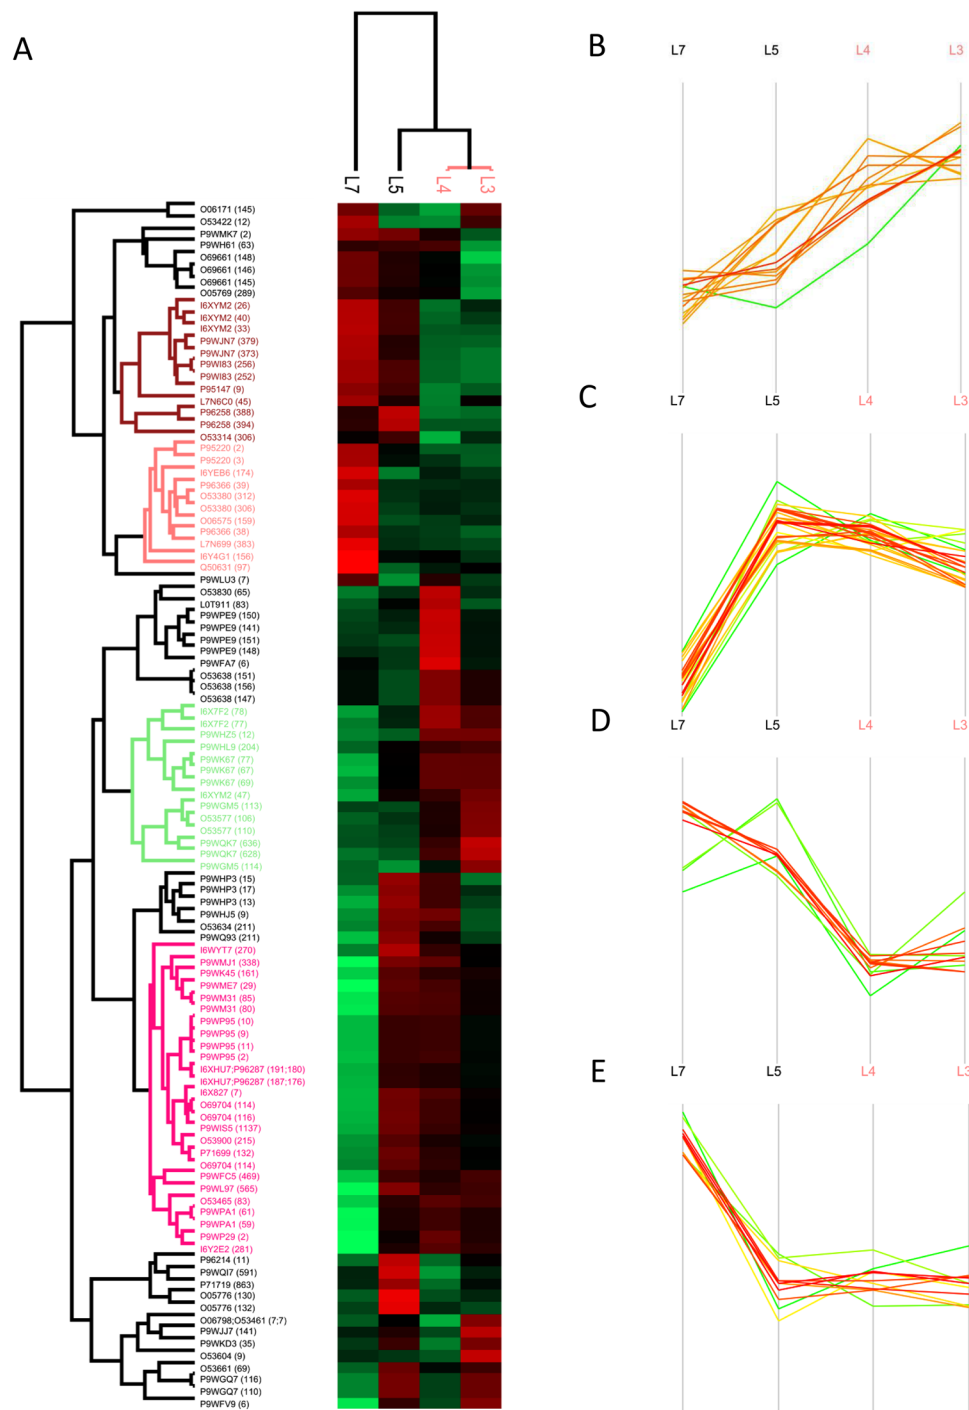 A
L7
L5
L4
L3
O06171 (145)
O53422 (12)
P9WMK7 (2)
P9WH61 (63)
O69661 (148)
O69661 (146)
O69661 (145)
O05769 (289)
I6XYM2 (26)
I6XYM2 (40)
I6XYM2 (33)
P9WJN7 (379)
P9WJN7 (373)
P9WI83 (256)
P9WI83 (252)
P95147 (9)
L7N6C0 (45)
P96258 (388)
P96258 (394)
O53314 (306)
P95220 (2)
P95220 (3)
I6YEB6 (174)
P96366 (39)
O53380 (312)
O53380 (306)
O06575 (159)
P96366 (38)
L7N699 (383)
I6Y4G1 (156)
Q50631 (97)
P9WLU3 (7)
O53830 (65)
L0T911 (83)
P9WPE9 (150)
P9WPE9 (141)
P9WPE9 (151)
P9WPE9 (148)
P9WFA7 (6)
O53638 (151)
O53638 (156)
O53638 (147)
I6X7F2 (78)
I6X7F2 (77)
P9WHZ5 (12)
P9WHL9 (204)
P9WK67 (77)
P9WK67 (67)
P9WK67 (69)
I6XYM2 (47)
P9WGM5 (113)
O53577 (106)
O53577 (110)
P9WQK7 (636)
P9WQK7 (628)
P9WGM5 (114)
P9WHP3 (15)
P9WHP3 (17)
P9WHP3 (13)
P9WHJ5 (9)
O53634 (211)
P9WQ93 (211)
I6WYT7 (270)
P9WMJ1 (338)
P9WK45 (161)
P9WME7 (29)
P9WM31 (85)
P9WM31 (80)
P9WP95 (10)
P9WP95 (9)
P9WP95 (11)
P9WP95 (2)
I6XHU7;P96287 (191;180)
I6XHU7;P96287 (187;176)
I6X827 (7)
O69704 (114)
O69704 (116)
P9WIS5 (1137)
O53900 (215)
P71699 (132)
O69704 (114)
P9WFC5 (469)
P9WL97 (565)
O53465 (83)
P9WPA1 (61)
P9WPA1 (59)
P9WP29 (2)
I6Y2E2 (281)
P96214 (11)
P9WQI7 (591)
P71719 (863)
O05776 (130)
O05776 (132)
O06798;O53461 (7;7)
P9WJJ7 (141)
P9WKD3 (35)
O53604 (9)
O53661 (69)
P9WGQ7 (116)
P9WGQ7 (110)
P9WFV9 (6)
B
L7
L5
L4
L3
C
L7
L5
L4
L3
D
L7
L5
L4
L3
E
L7
L5
L4
L3